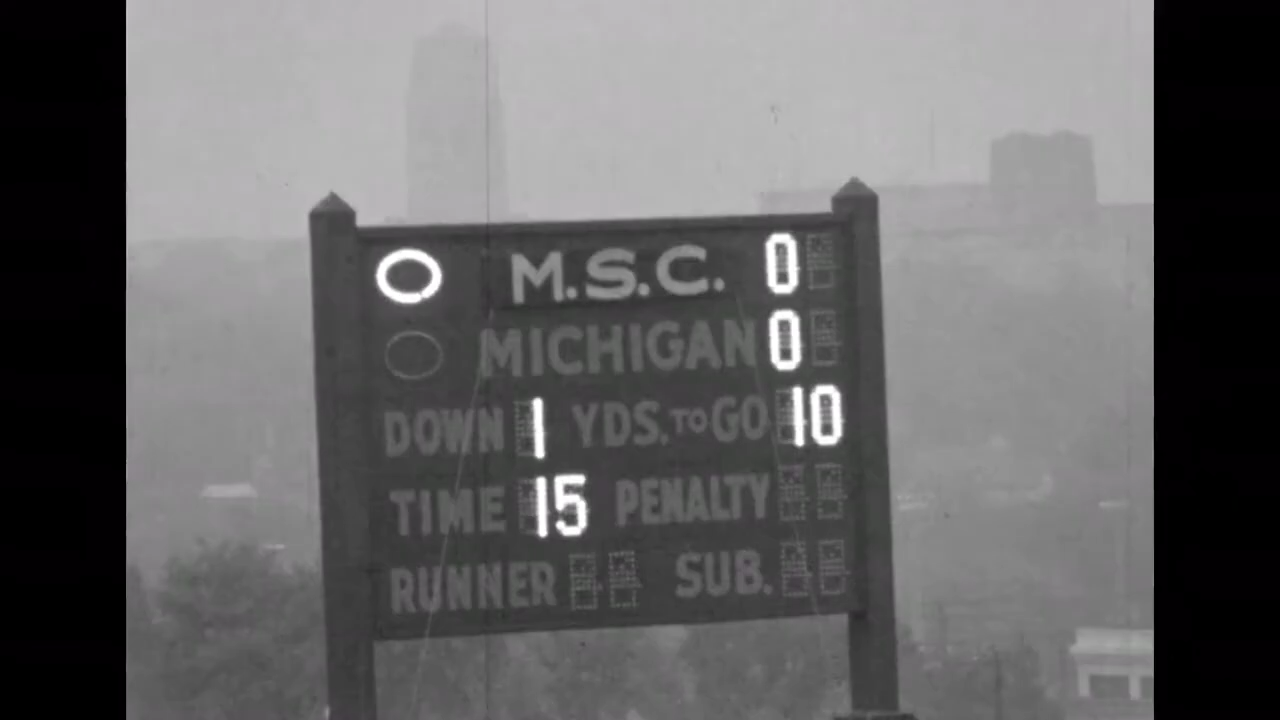 M.S.C. 0
MICHIGAN 0
DOWN 1 YDS. TO GO 10
TIME 15 PENALTY
RUNNER SUB.